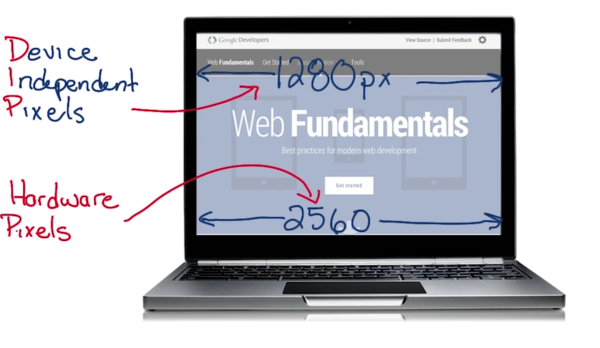 Google Developers
View Source | Submit Feedback
Web Fundamentals Get Started Tools
Device
Independent
Pixels
1280px
Web Fundamentals
Best practices for modern web development
Get started
Hardware
Pixels
2560